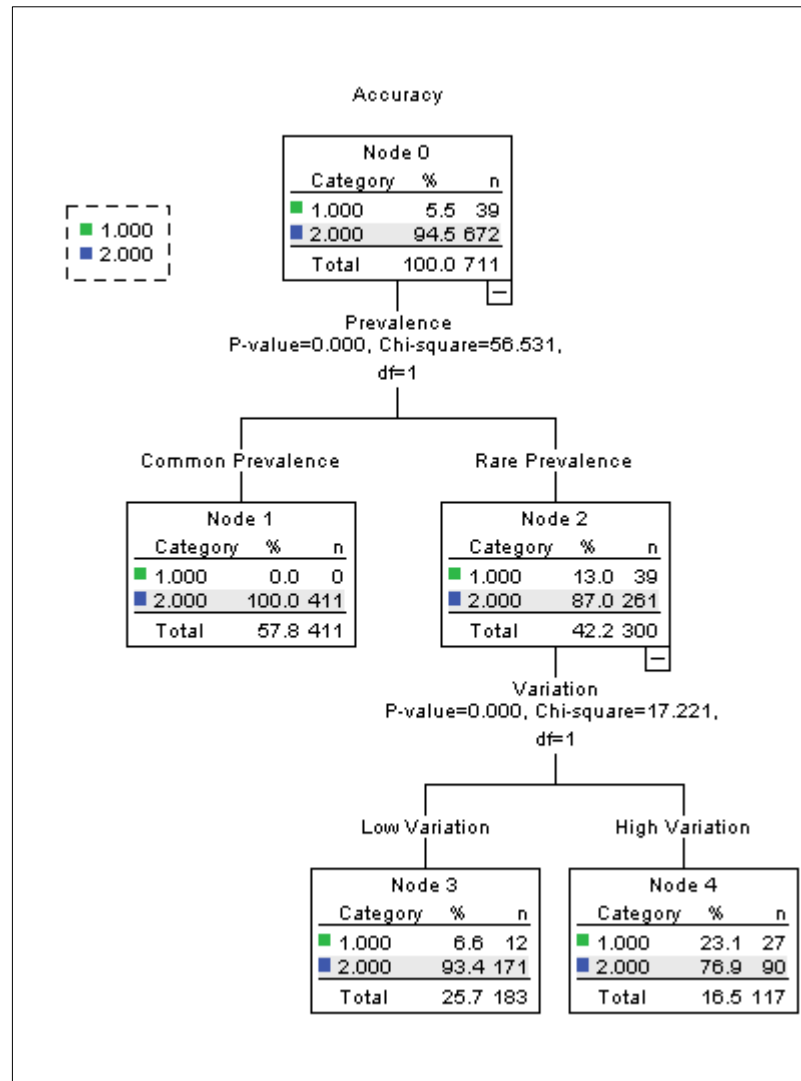 Accuracy
Node 0
Category % n
1.000 5.5 39
2.000 94.5 672
Total 100.0 711
1.000
2.000
Prevalence
P-value=0.000, Chi-square=56.531,
df=1
Common Prevalence
Rare Prevalence
Node 1
Category % n
1.000 0.0 0
2.000 100.0 411
Total 57.8 411
Node 2
Category % n
1.000 13.0 39
2.000 87.0 261
Total 42.2 300
Variation
P-value=0.000, Chi-square=17.221,
df=1
Low Variation
High Variation
Node 3
Category % n
1.000 6.6 12
2.000 93.4 171
Total 25.7 183
Node 4
Category % n
1.000 23.1 27
2.000 76.9 90
Total 16.5 117